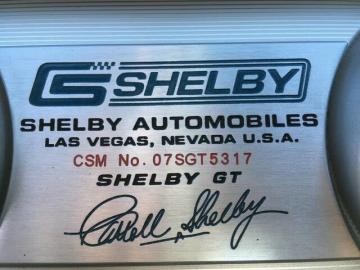 CS SHELBY
SHELBY AUTOMOBILES
LAS VEGAS, NEVADA U.S.A.
CSM No. 07SGT5317
SHELBY GT
Carroll Shelby